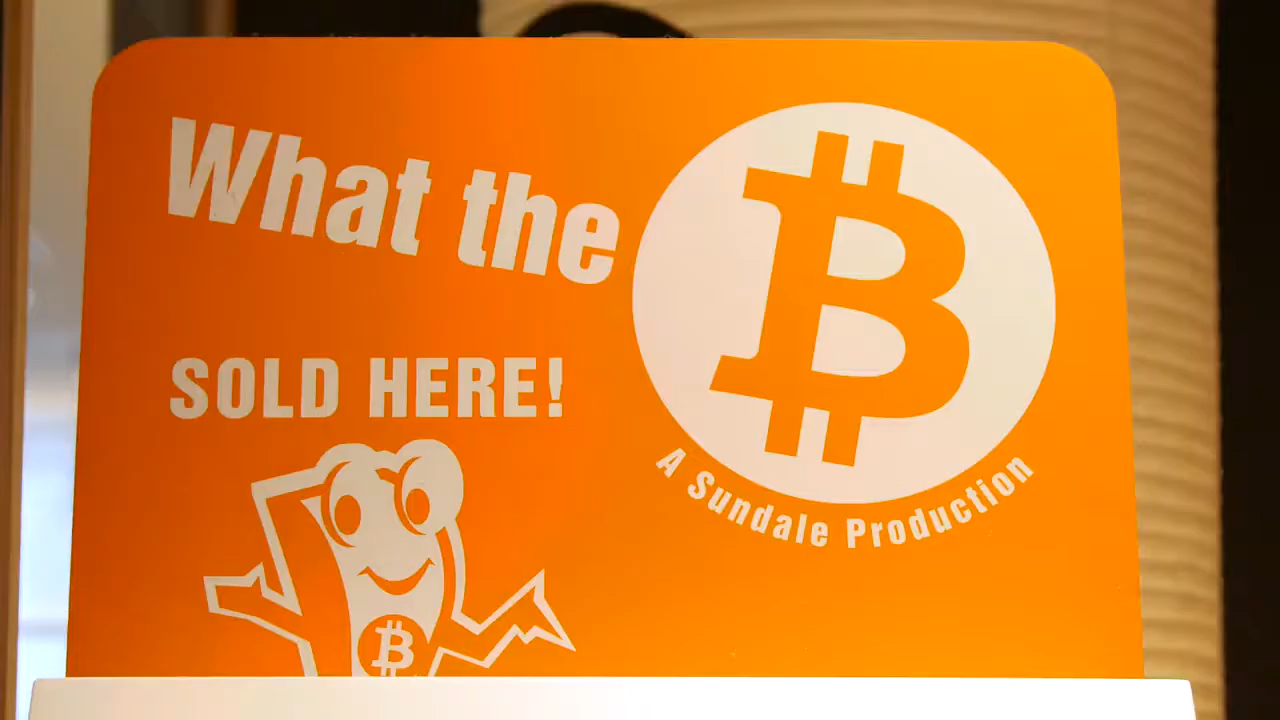 What the
₿
SOLD HERE!
A Sundale Production
₿